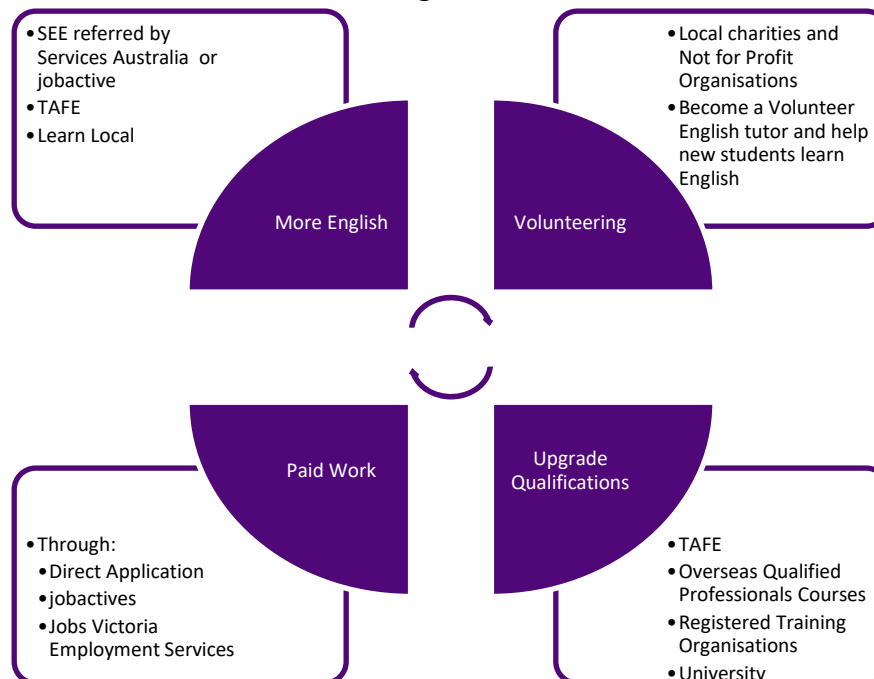 •SEE referred by
Services Australia or
jobactive
•TAFE
•Learn Local
•Local charities and
Not for Profit
Organisations
•Become a Volunteer
English tutor and help
new students learn
English
More English
Volunteering
Paid Work
Upgrade
Qualifications
•Through:
•Direct Application
•jobactives
•Jobs Victoria
Employment Services
•TAFE
•Overseas Qualified
Professionals Courses
•Registered Training
Organisations
•University